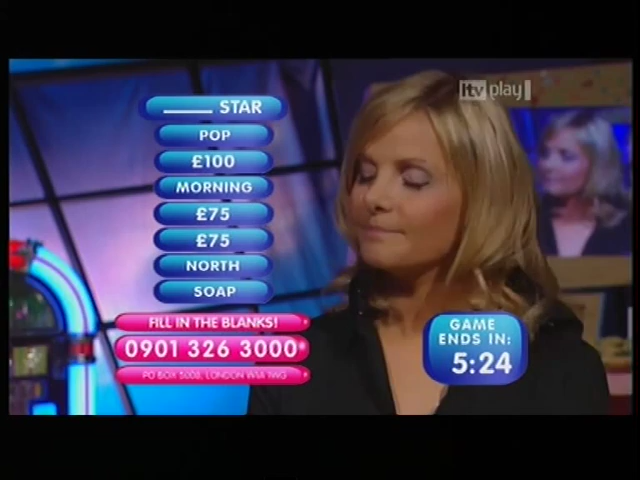 itv play
_____ STAR
POP
£100
MORNING
£75
£75
NORTH
SOAP
FILL IN THE BLANKS!
0901 326 3000
PO BOX 5008, LONDON W1A 1WG
GAME
ENDS IN:
5:24